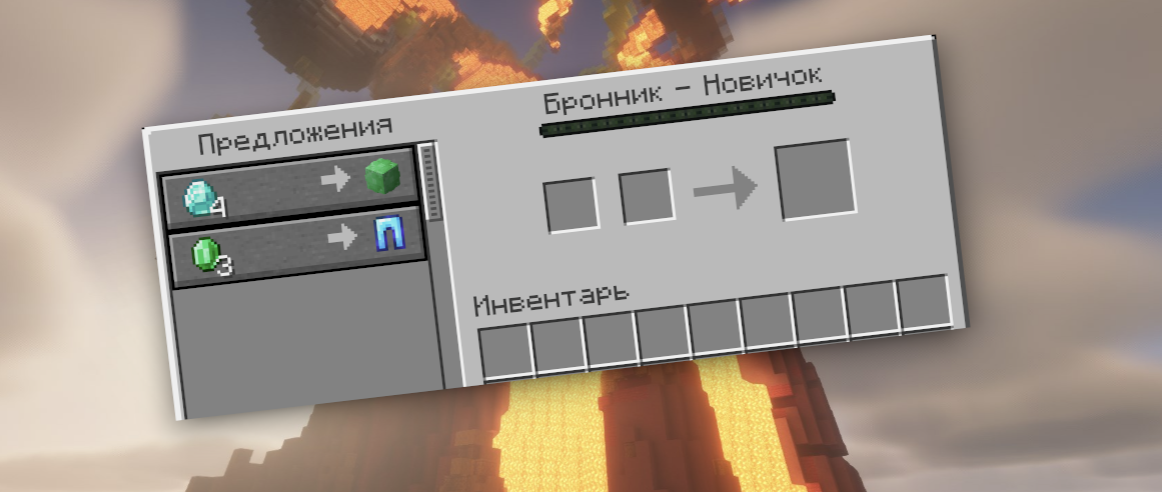 Бронник – Новичок
Предложения
4
3
Инвентарь